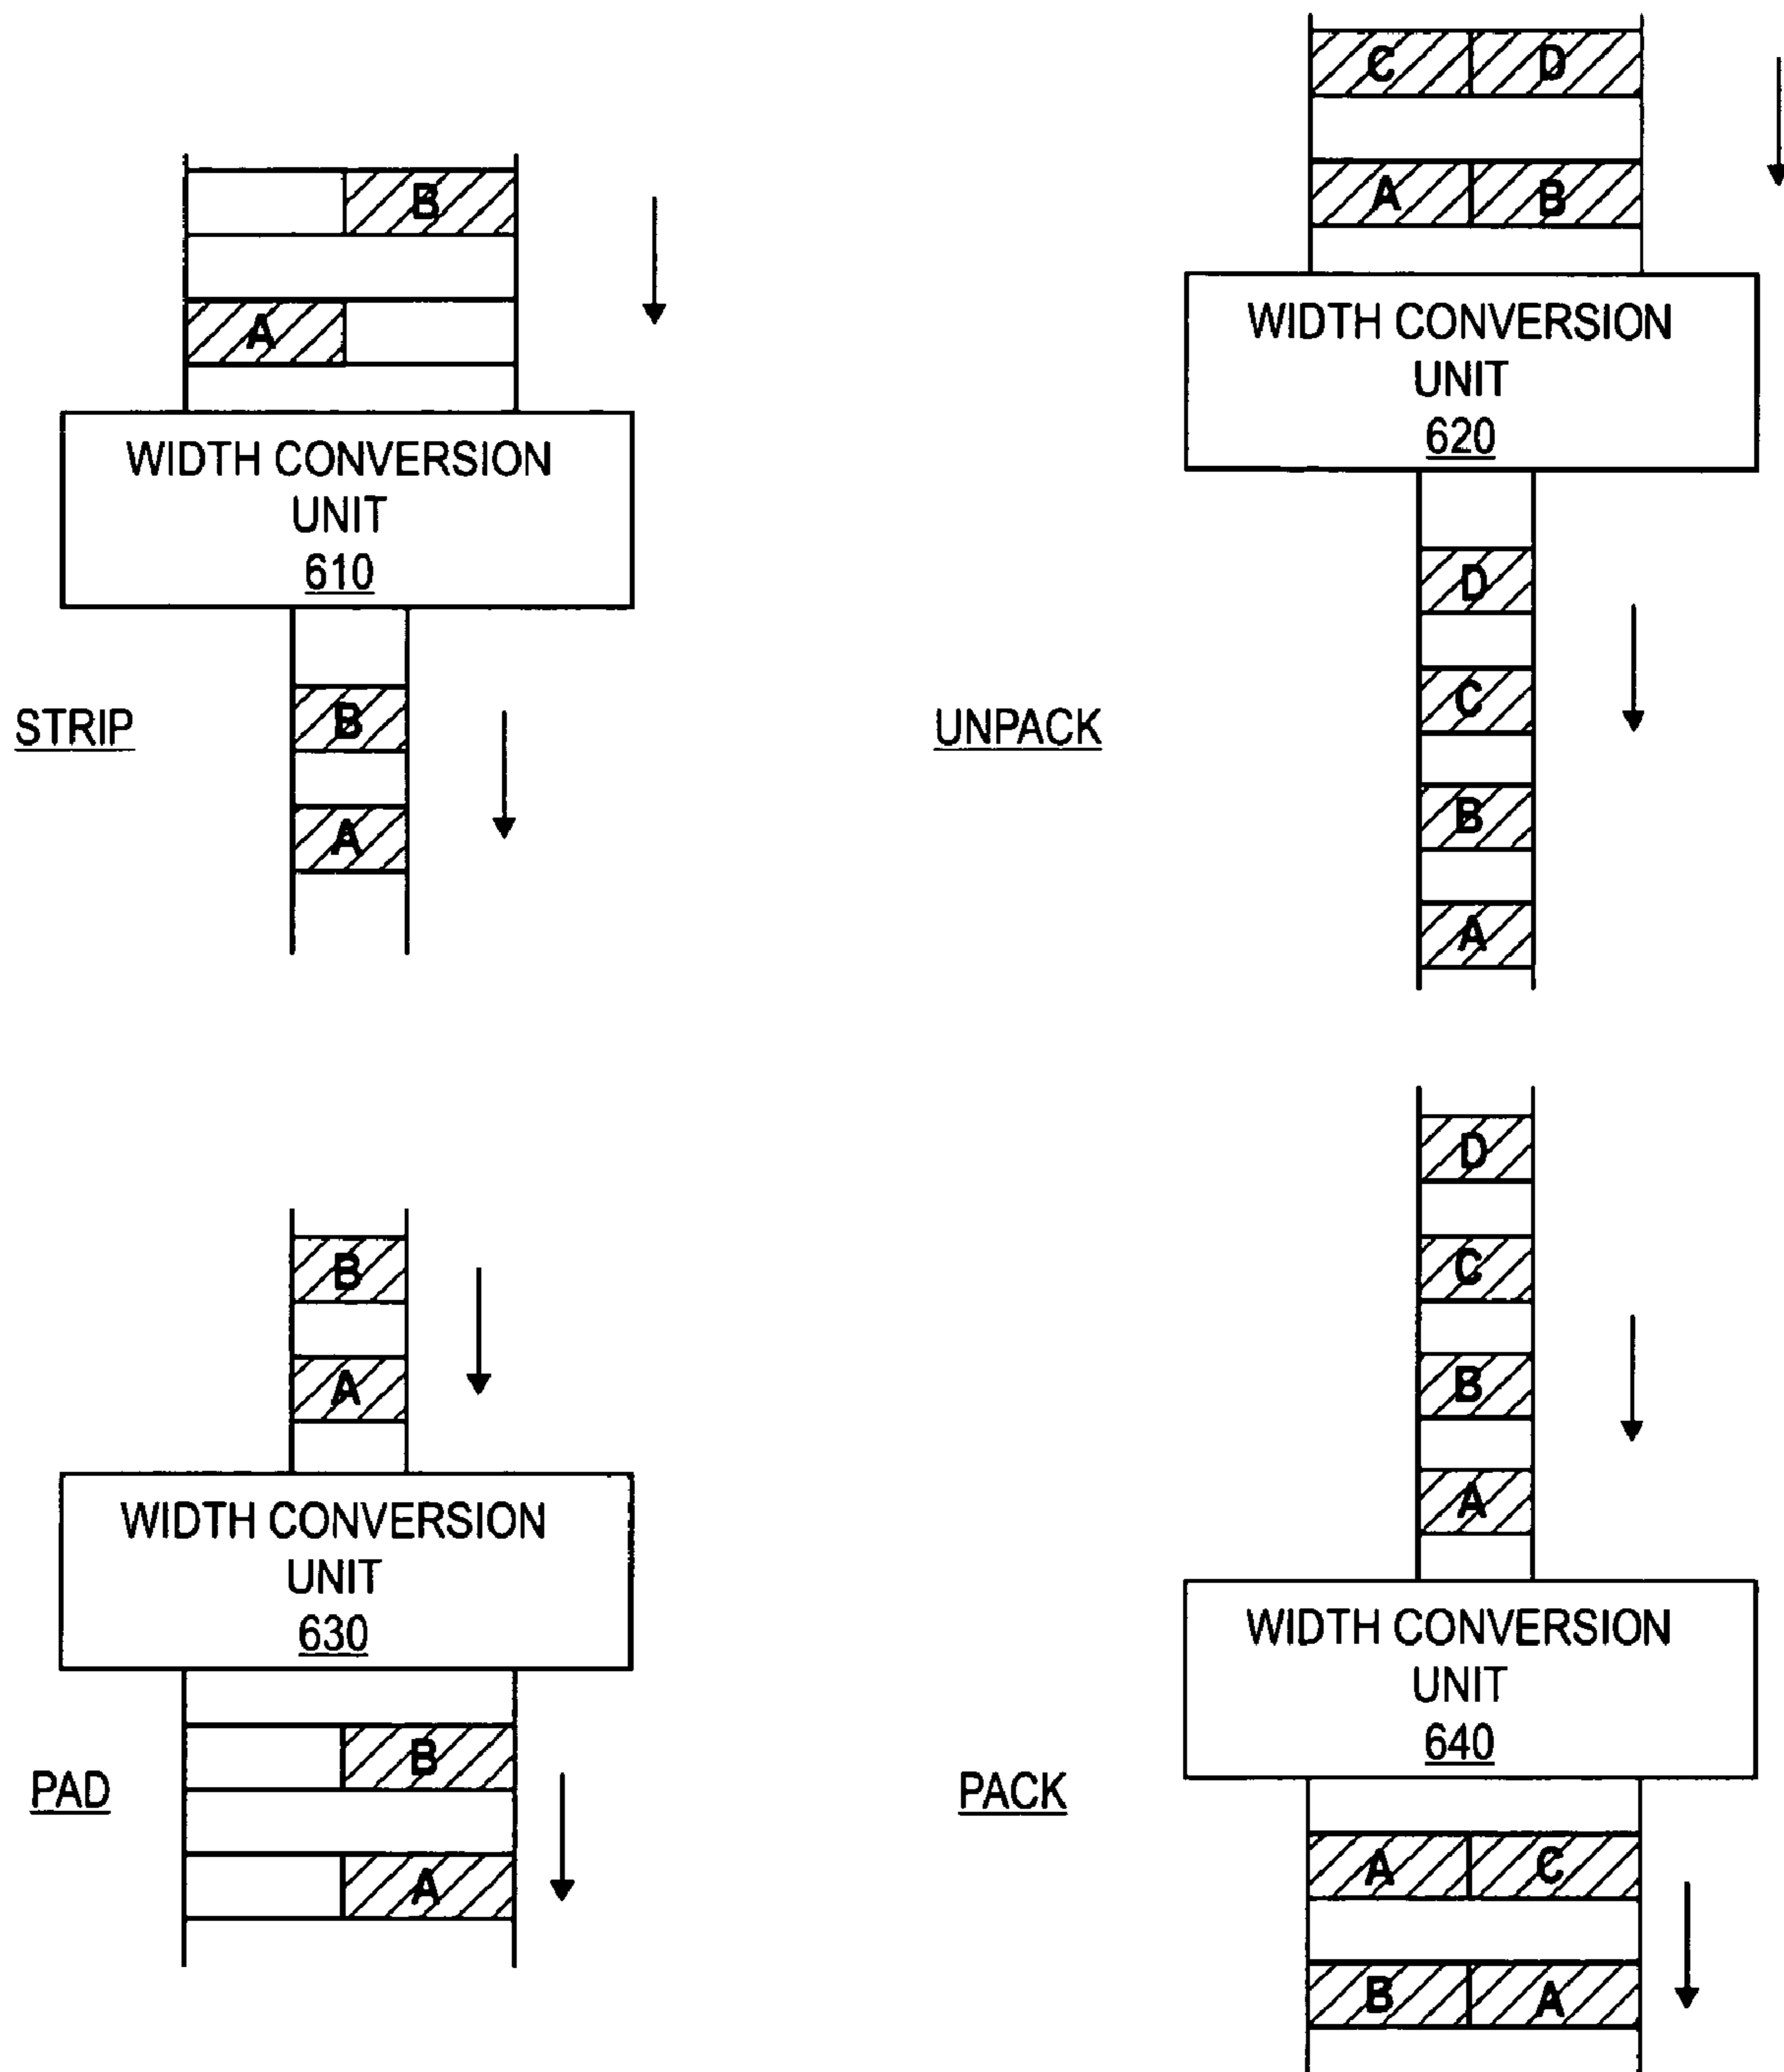 B
A
WIDTH CONVERSION
UNIT
610
B
A
STRIP
C D
A B
WIDTH CONVERSION
UNIT
620
D
C
B
A
UNPACK
B
A
WIDTH CONVERSION
UNIT
630
B
A
PAD
D
C
B
A
WIDTH CONVERSION
UNIT
640
A C
B A
PACK